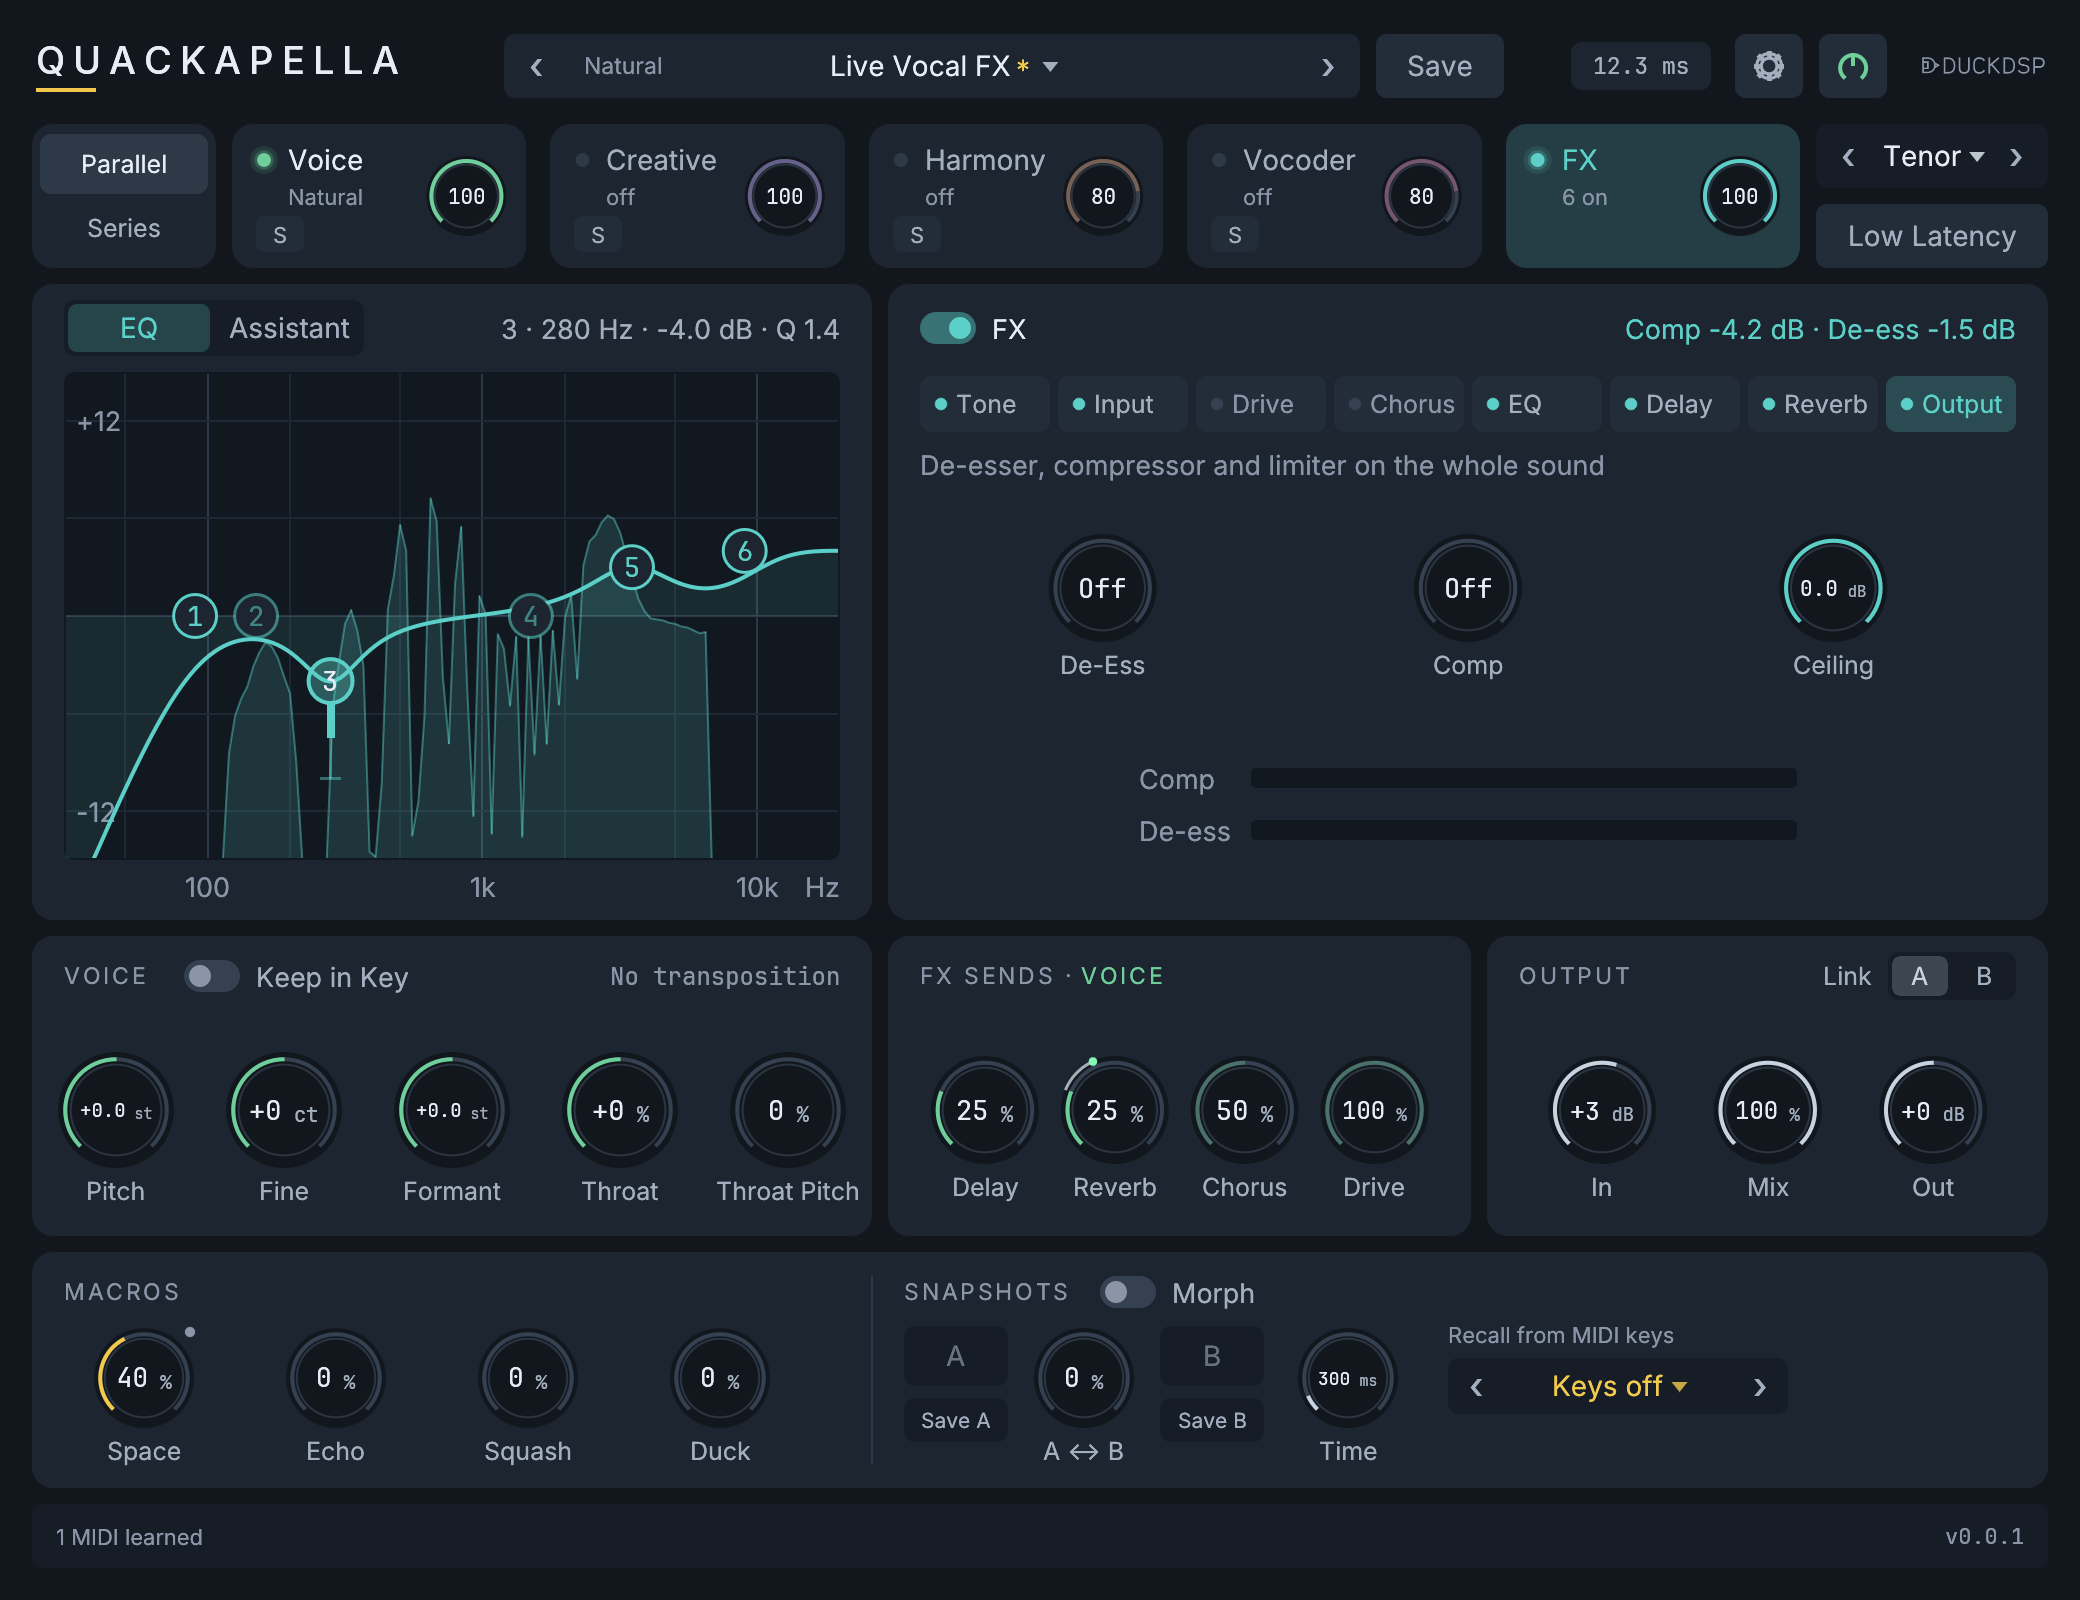 QUACKAPELLA
‹ Natural Live Vocal FX * ›
Save
12.3 ms
DUCKDSP
Parallel
Series
Voice
Natural
S
100
Creative
off
S
100
Harmony
off
S
80
Vocoder
off
S
80
FX
6 on
100
‹ Tenor ›
Low Latency
EQ Assistant 3 · 280 Hz · -4.0 dB · Q 1.4
+12
1 2 3 4 5 6
-12
100 1k 10k Hz
FX Comp -4.2 dB · De-ess -1.5 dB
Tone Input Drive Chorus EQ Delay Reverb Output
De-esser, compressor and limiter on the whole sound
Off Off 0.0 dB
De-Ess Comp Ceiling
Comp
De-ess
VOICE Keep in Key No transposition
+0.0 st +0 ct +0.0 st +0 % 0 %
Pitch Fine Formant Throat Throat Pitch
FX SENDS · VOICE
25 % 25 % 50 % 100 %
Delay Reverb Chorus Drive
OUTPUT Link A B
+3 dB 100 % +0 dB
In Mix Out
MACROS
40 % 0 % 0 % 0 %
Space Echo Squash Duck
SNAPSHOTS Morph
A 0 % B 300 ms
Save A Save B
A ↔ B Time
Recall from MIDI keys
‹ Keys off ›
1 MIDI learned v0.0.1